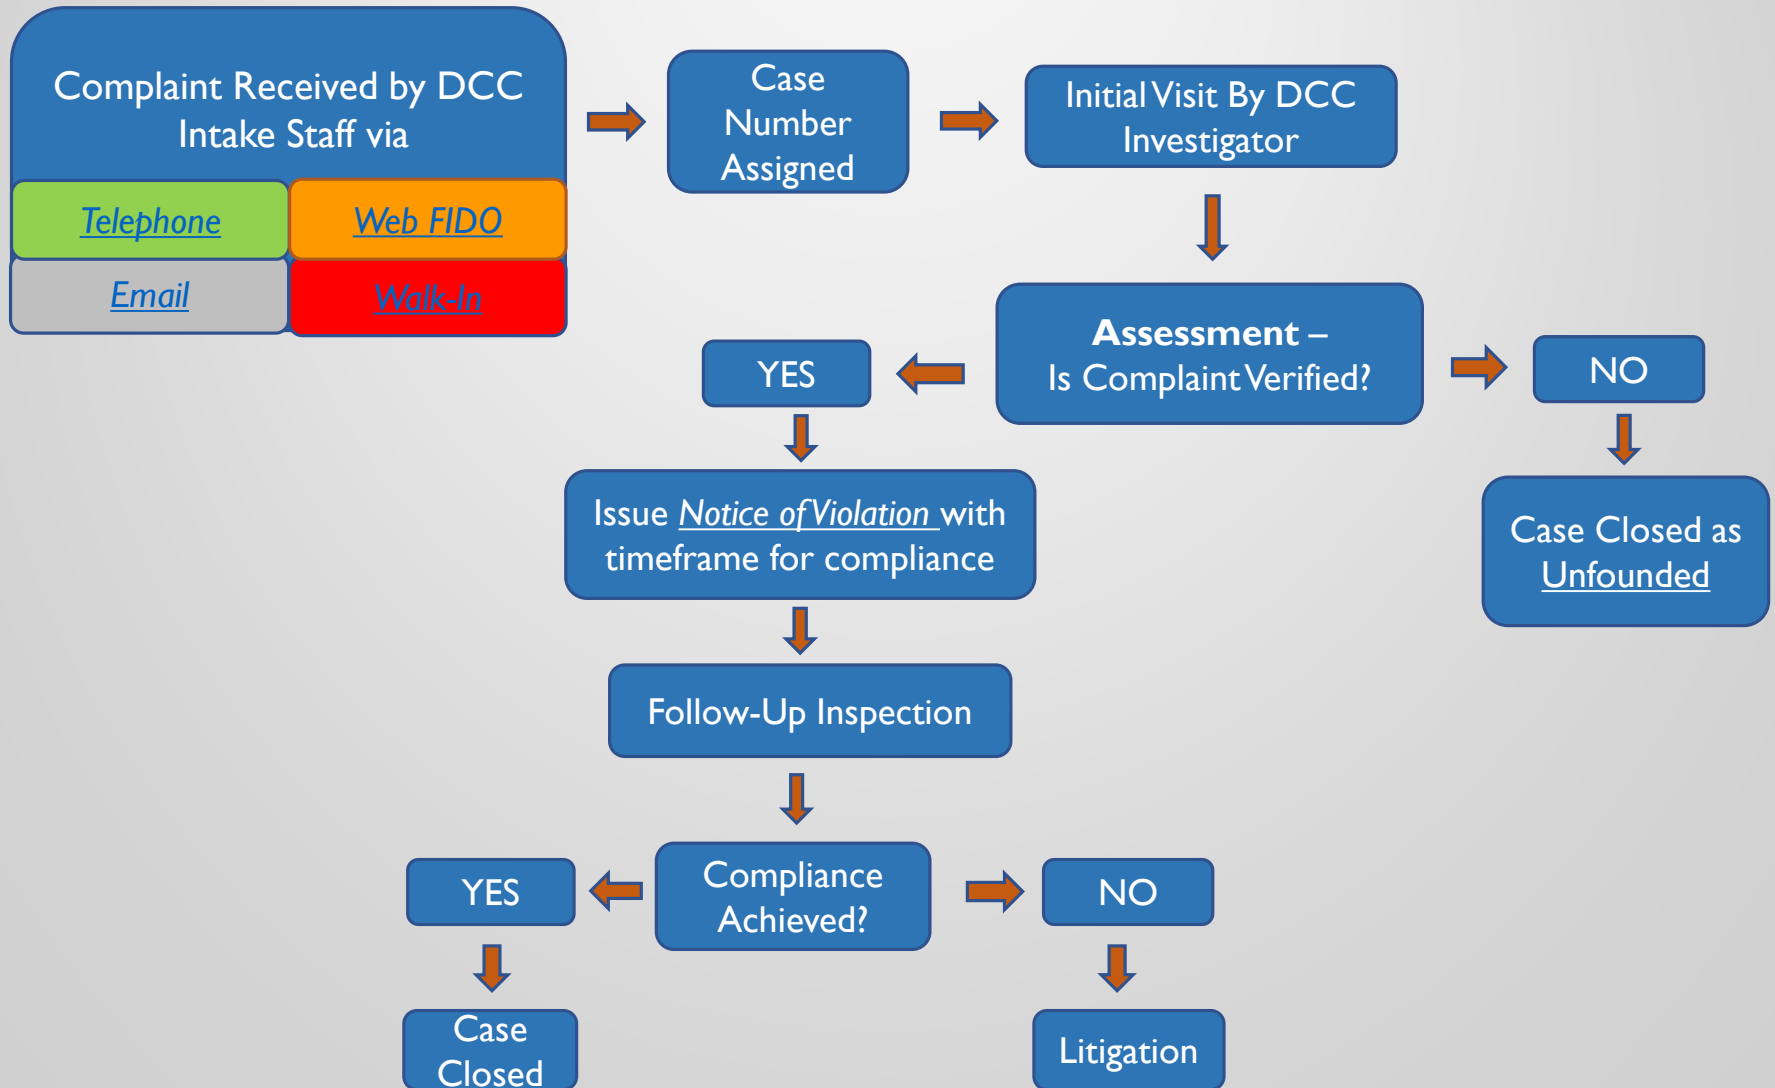 Complaint Received by DCC
Intake Staff via
Telephone
Web FIDO
Email
Walk-In
Case
Number
Assigned
Initial Visit By DCC
Investigator
Assessment –
Is Complaint Verified?
YES
NO
Issue Notice of Violation with
timeframe for compliance
Case Closed as
Unfounded
Follow-Up Inspection
Compliance
Achieved?
YES
NO
Case
Closed
Litigation